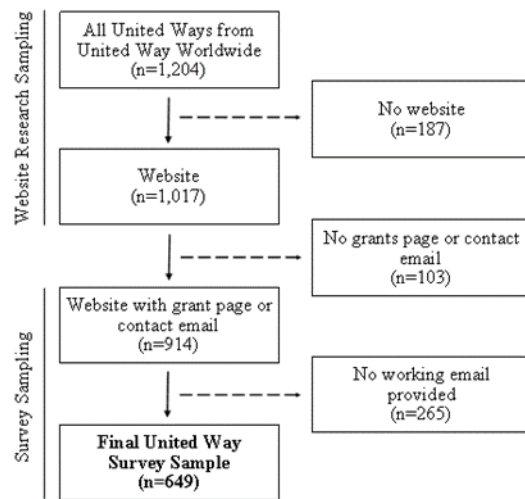 Website Research Sampling
All United Ways from
United Way Worldwide
(n=1,204)
No website
(n=187)
Website
(n=1,017)
No grants page or contact
email
(n=103)
Survey Sampling
Website with grant page or
contact email
(n=914)
No working email
provided
(n=265)
Final United Way
Survey Sample
(n=649)